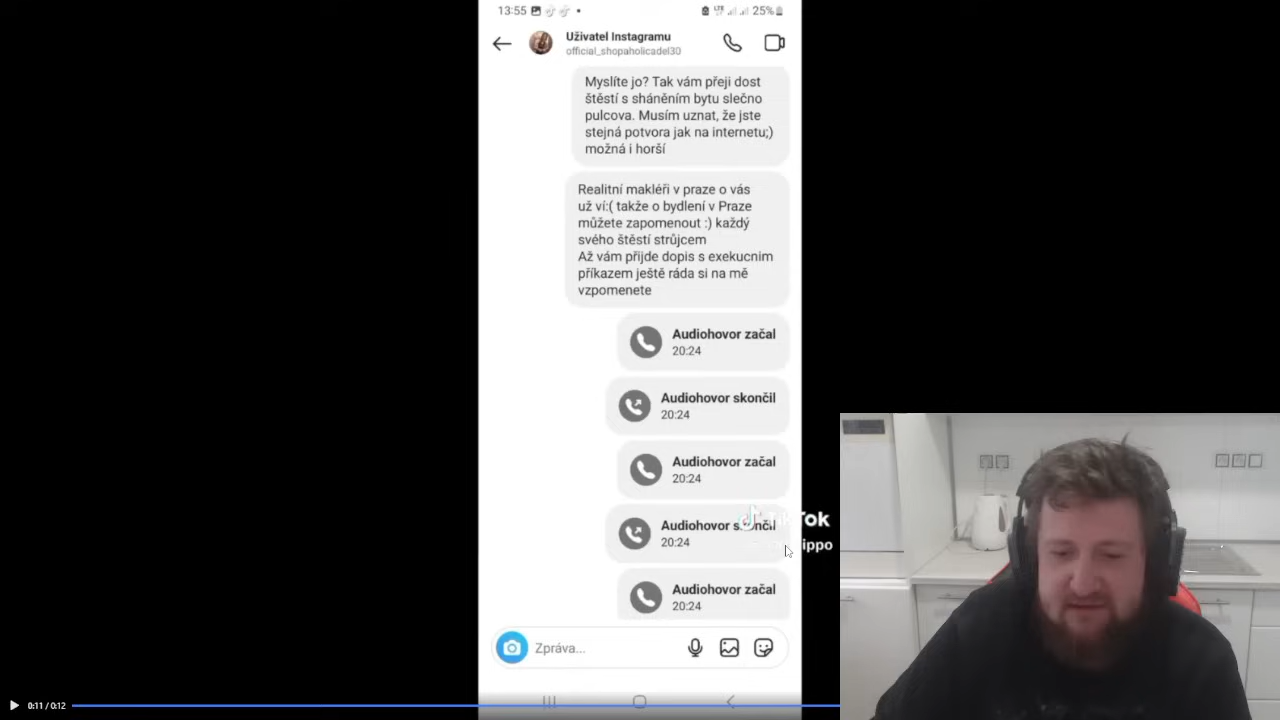 13:55
25%
Uživatel Instagramu
official_shopaholicadel30
Myslíte jo? Tak vám přeji dost
štěstí s sháněním bytu slečno
pulcova. Musím uznat, že jste
stejná potvora jak na internetu;)
možná i horší
Realitní makléři v praze o vás
už ví:( takže o bydlení v Praze
můžete zapomenout :) každý
svého štěstí strůjcem
Až vám přijde dopis s exekucnim
příkazem ještě ráda si na mě
vzpomenete
Audiohovor začal
20:24
Audiohovor skončil
20:24
Audiohovor začal
20:24
Audiohovor skončil
20:24
TikTok
ippo
Audiohovor začal
20:24
Zpráva...
0:11 / 0:12